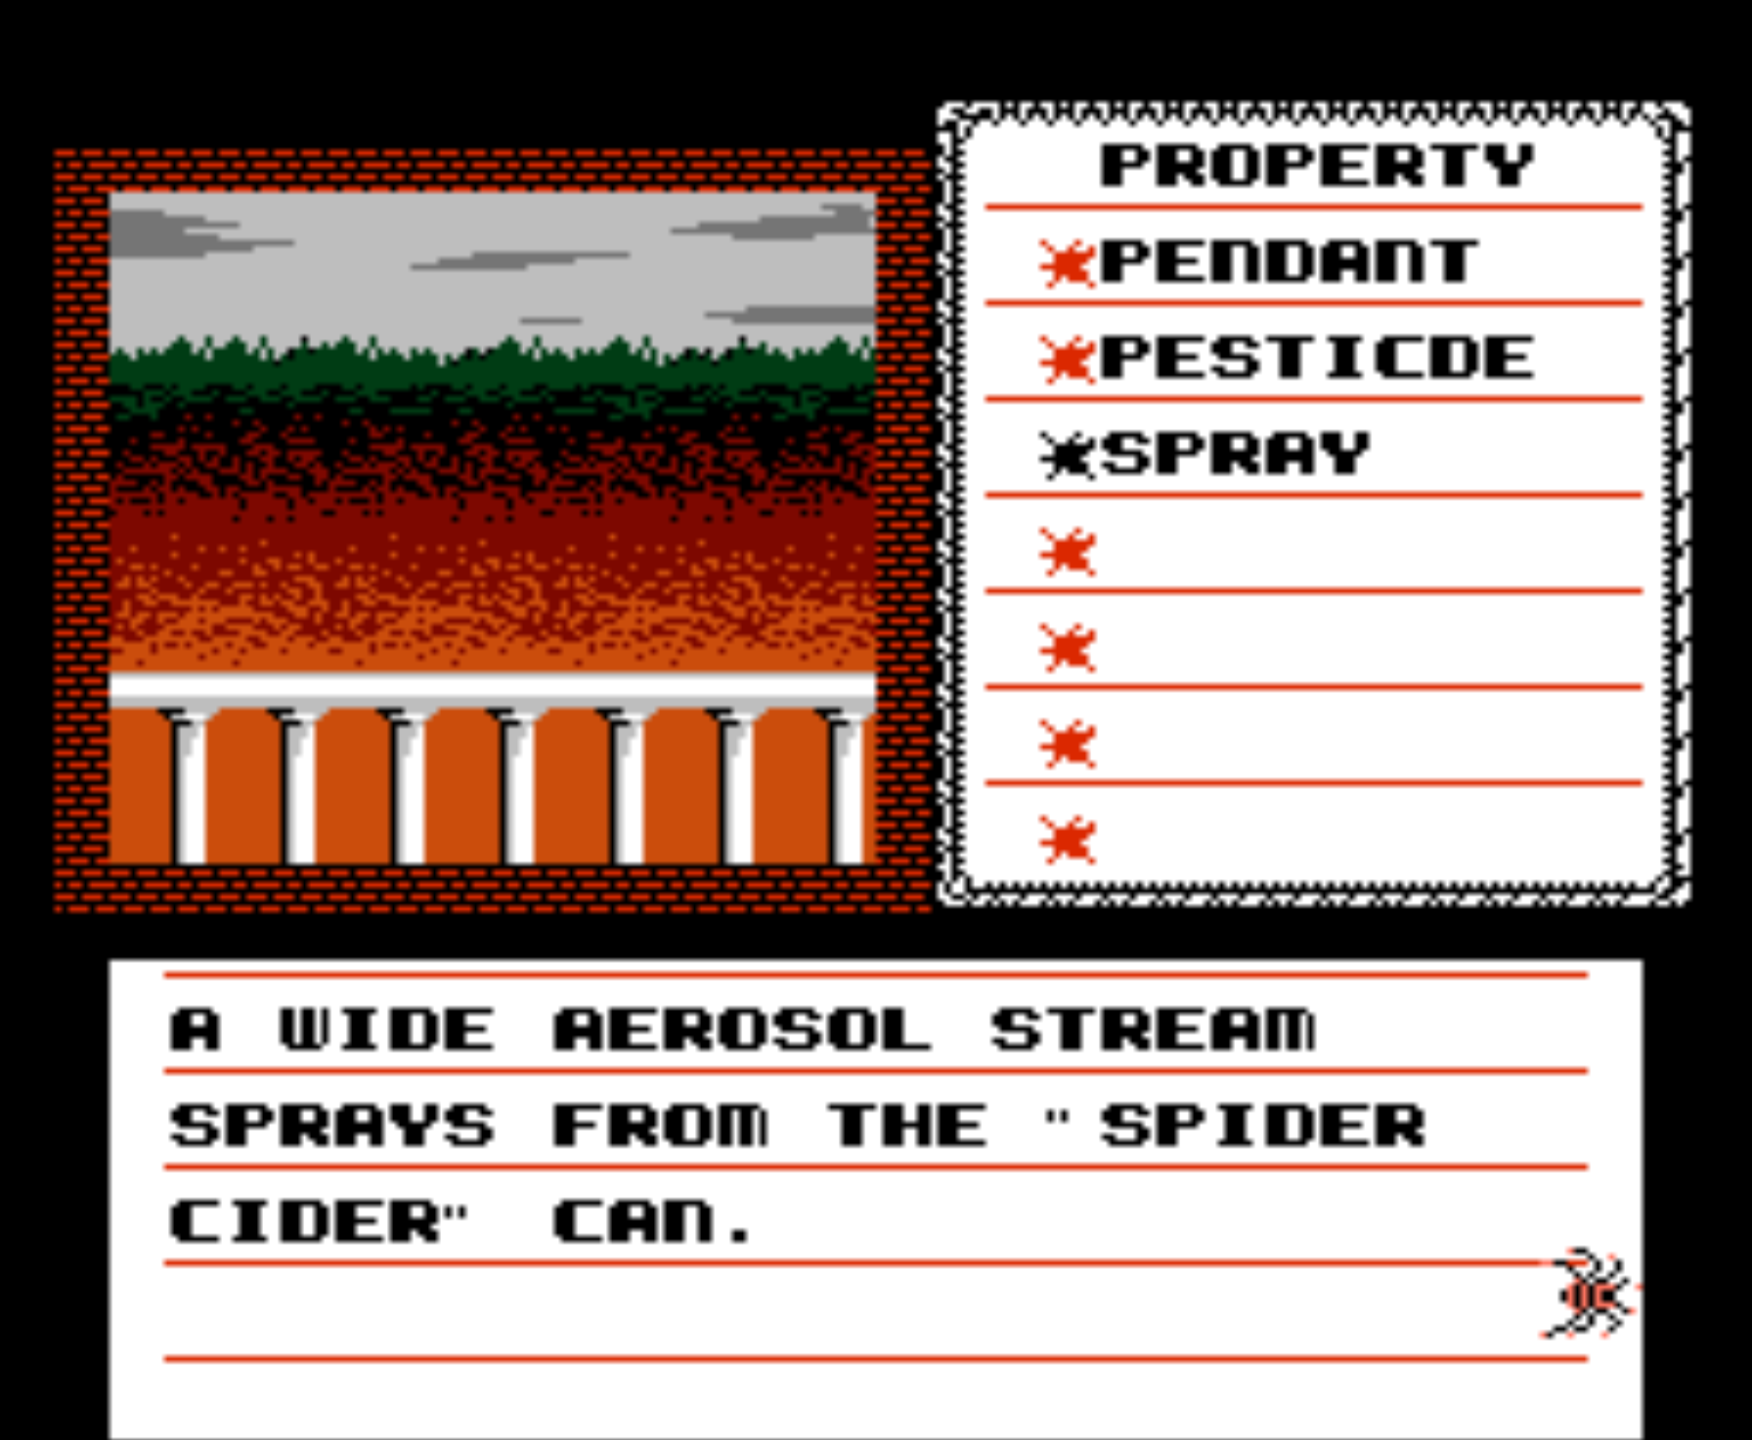 PROPERTY
PENDANT
PESTICDE
SPRAY
A WIDE AEROSOL STREAM
SPRAYS FROM THE "SPIDER
CIDER" CAN.